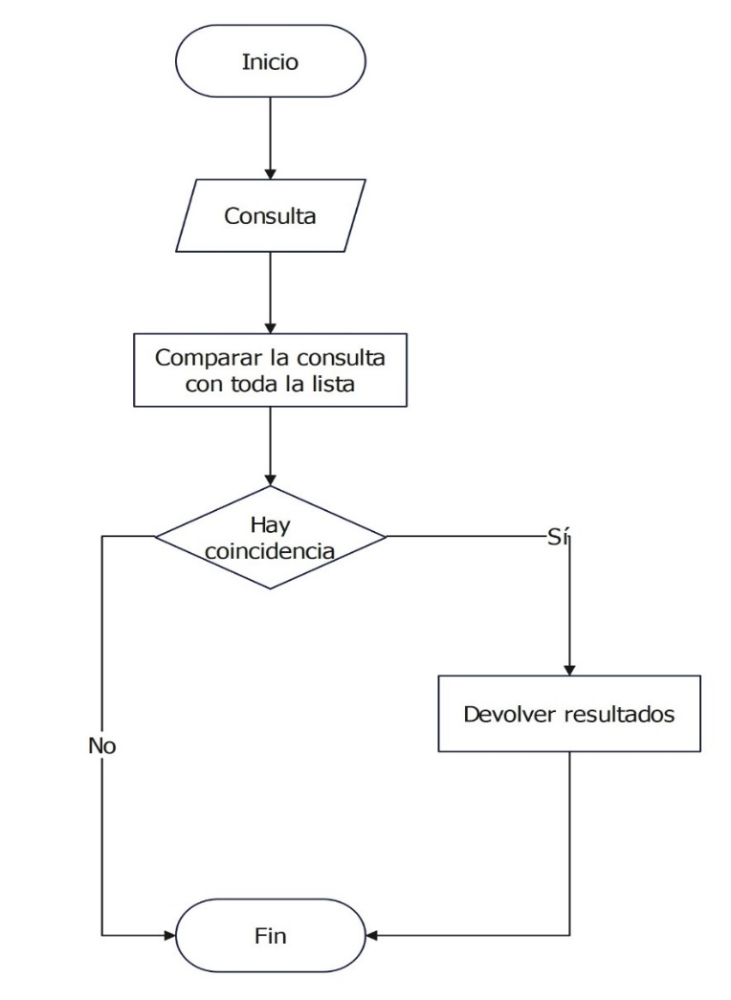 Inicio
Consulta
Comparar la consulta
con toda la lista
Hay
coincidencia
Sí
Devolver resultados
No
Fin